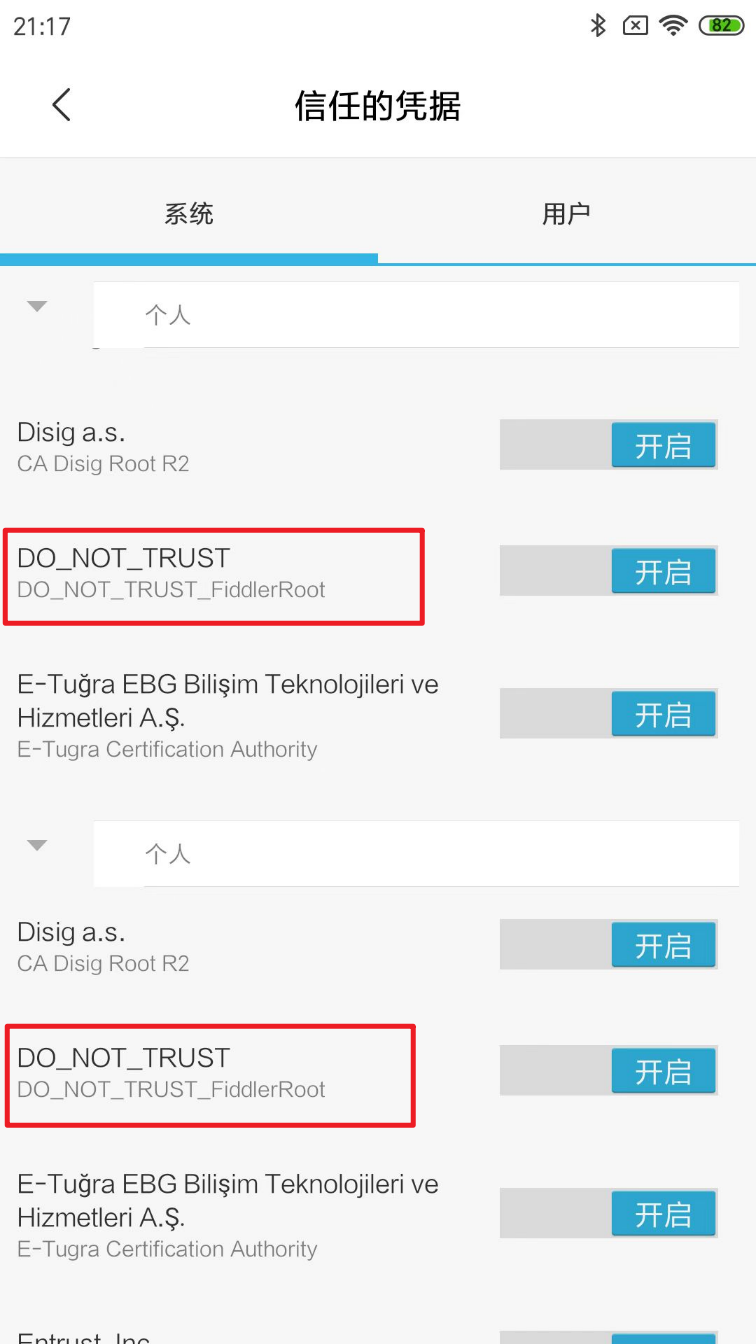 21:17
82
信任的凭据
系统
用户
个人
Disig a.s.
CA Disig Root R2
开启
DO_NOT_TRUST
DO_NOT_TRUST_FiddlerRoot
开启
E-Tuğra EBG Bilişim Teknolojileri ve
Hizmetleri A.Ş.
E-Tugra Certification Authority
开启
个人
Disig a.s.
CA Disig Root R2
开启
DO_NOT_TRUST
DO_NOT_TRUST_FiddlerRoot
开启
E-Tuğra EBG Bilişim Teknolojileri ve
Hizmetleri A.Ş.
E-Tugra Certification Authority
开启
Entrust, Inc.